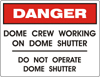 DANGER
DOME CREW WORKING
ON DOME SHUTTER
DO NOT OPERATE
DOME SHUTTER